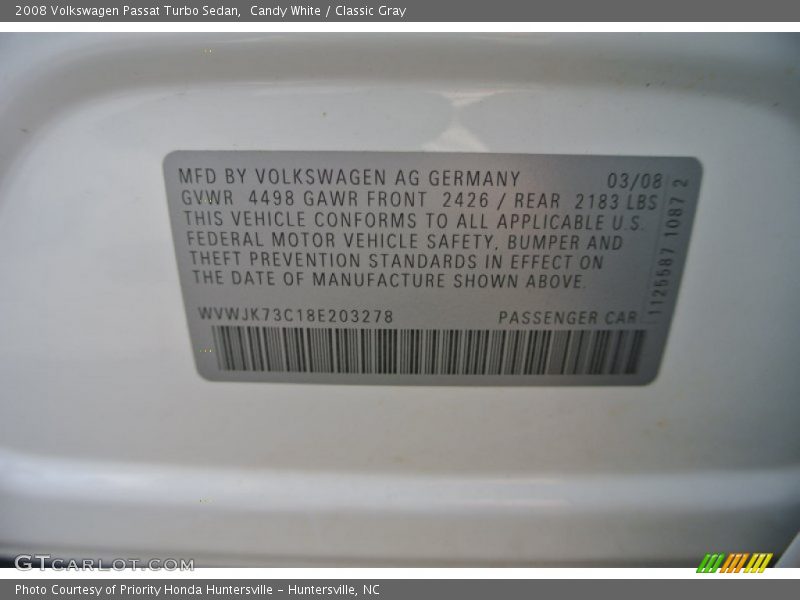 2008 Volkswagen Passat Turbo Sedan,  Candy White / Classic Gray
MFD BY VOLKSWAGEN AG GERMANY 03/08
GVWR 4498 GAWR FRONT 2426 / REAR 2183 LBS
THIS VEHICLE CONFORMS TO ALL APPLICABLE U.S.
FEDERAL MOTOR VEHICLE SAFETY, BUMPER AND
THEFT PREVENTION STANDARDS IN EFFECT ON
THE DATE OF MANUFACTURE SHOWN ABOVE.
WVWJK73C18E203278 PASSENGER CAR
1125587 1087 2
GTCARLOT.COM
Photo Courtesy of Priority Honda Huntersville – Huntersville, NC